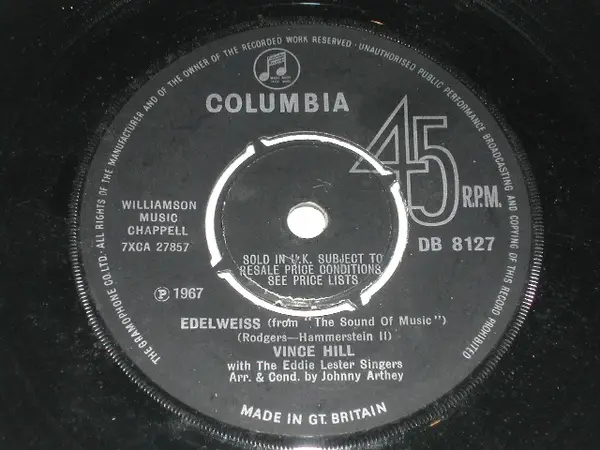 THE GRAMOPHONE CO. LTD. · ALL RIGHTS OF THE MANUFACTURER AND OF THE OWNER OF THE RECORDED WORK RESERVED · UNAUTHORISED PUBLIC PERFORMANCE BROADCASTING AND COPYING OF THIS RECORD PROHIBITED
COLUMBIA
45
R.P.M.
WILLIAMSON
MUSIC
CHAPPELL
7XCA 27857
DB 8127
SOLD IN U.K. SUBJECT TO
RESALE PRICE CONDITIONS,
SEE PRICE LISTS
Ⓟ 1967
EDELWEISS (from "The Sound Of Music")
(Rodgers—Hammerstein II)
VINCE HILL
with The Eddie Lester Singers
Arr. & Cond. by Johnny Arthey
MADE IN GT. BRITAIN